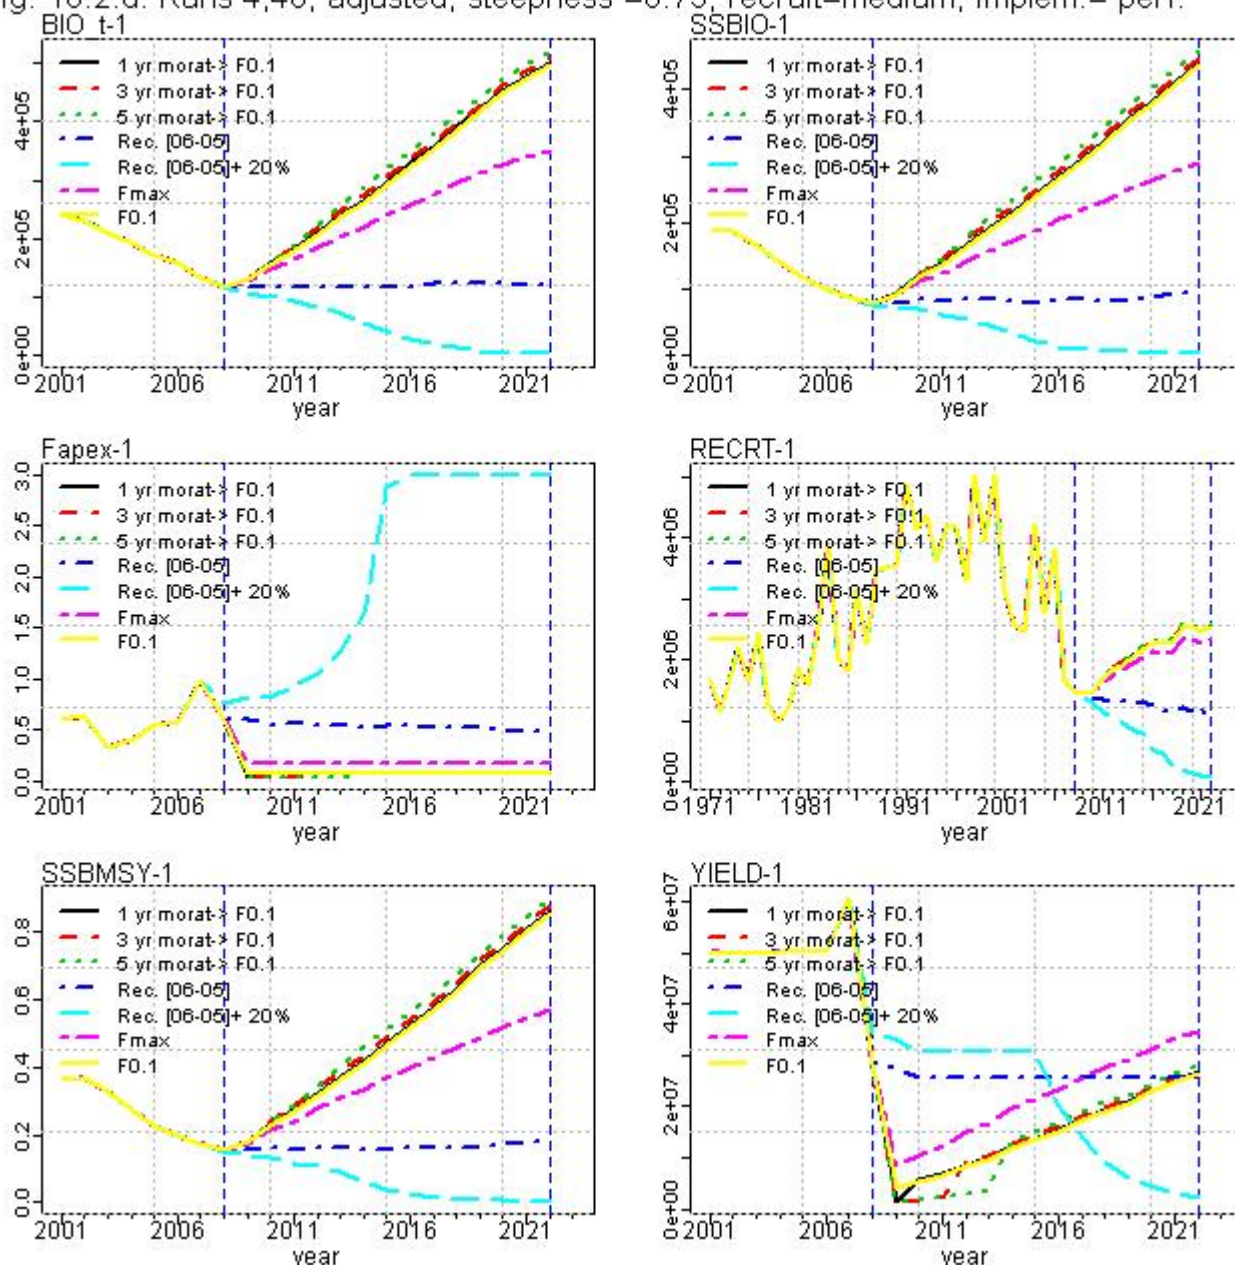 BIO_t-1
1 yr morat-> F0.1
3 yr morat-> F0.1
5 yr morat-> F0.1
Rec. [06-05]
Rec. [06-05]+ 20%
Fmax
F0.1
0e+00 2e+05 4e+05
2001 2006 2011 2016 2021
year
SSBIO-1
1 yr morat-> F0.1
3 yr morat-> F0.1
5 yr morat-> F0.1
Rec. [06-05]
Rec. [06-05]+ 20%
Fmax
F0.1
0e+00 2e+05 4e+05
2001 2006 2011 2016 2021
year
Fapex-1
1 yr morat-> F0.1
3 yr morat-> F0.1
5 yr morat-> F0.1
Rec. [06-05]
Rec. [06-05]+ 20%
Fmax
F0.1
0.0 0.5 1.0 1.5 2.0 2.5 3.0
2001 2006 2011 2016 2021
year
RECRT-1
1 yr morat-> F0.1
3 yr morat-> F0.1
5 yr morat-> F0.1
Rec. [06-05]
Rec. [06-05]+ 20%
Fmax
F0.1
0e+00 2e+06 4e+06
1971 1981 1991 2001 2011 2021
year
SSBMSY-1
1 yr morat-> F0.1
3 yr morat-> F0.1
5 yr morat-> F0.1
Rec. [06-05]
Rec. [06-05]+ 20%
Fmax
F0.1
0.0 0.2 0.4 0.6 0.8
2001 2006 2011 2016 2021
year
YIELD-1
1 yr morat-> F0.1
3 yr morat-> F0.1
5 yr morat-> F0.1
Rec. [06-05]
Rec. [06-05]+ 20%
Fmax
F0.1
0e+00 2e+07 4e+07 6e+07
2001 2006 2011 2016 2021
year